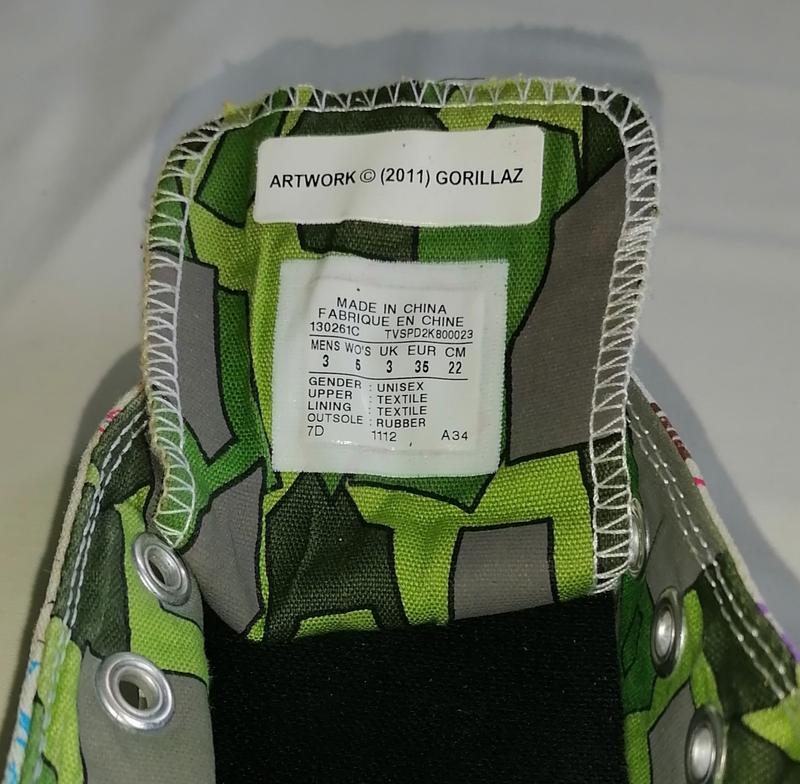 ARTWORK © (2011) GORILLAZ
MADE IN CHINA
FABRIQUE EN CHINE
130261C TVSPD2K800023
MENS WO'S UK EUR CM
3 5 3 35 22
GENDER : UNISEX
UPPER : TEXTILE
LINING : TEXTILE
OUTSOLE : RUBBER
7D 1112 A34